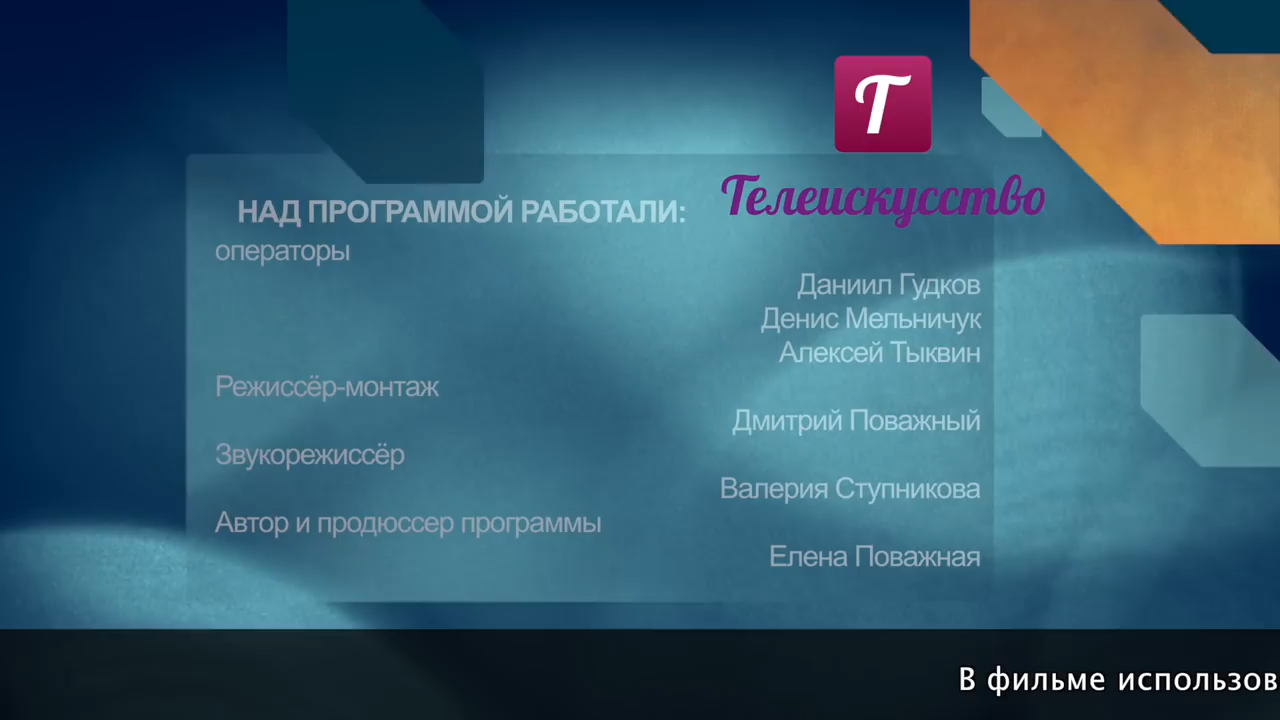 Т
Телеискусство
НАД ПРОГРАММОЙ РАБОТАЛИ:
операторы
Даниил Гудков
Денис Мельничук
Алексей Тыквин
Режиссёр-монтаж
Дмитрий Поважный
Звукорежиссёр
Валерия Ступникова
Автор и продюссер программы
Елена Поважная
В фильме использов